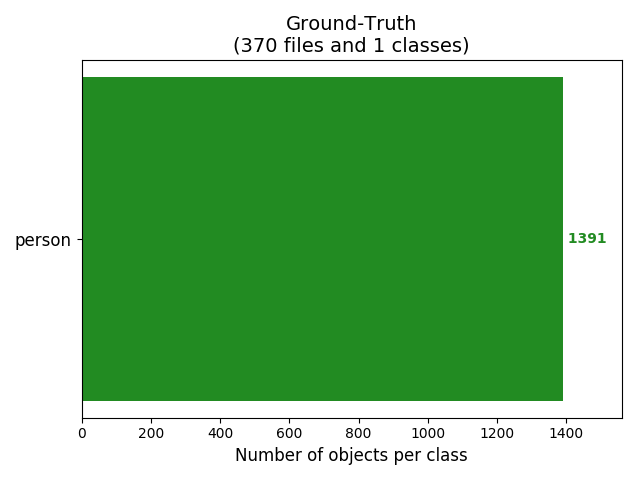 Ground-Truth
(370 files and 1 classes)
person
1391
0 200 400 600 800 1000 1200 1400
Number of objects per class